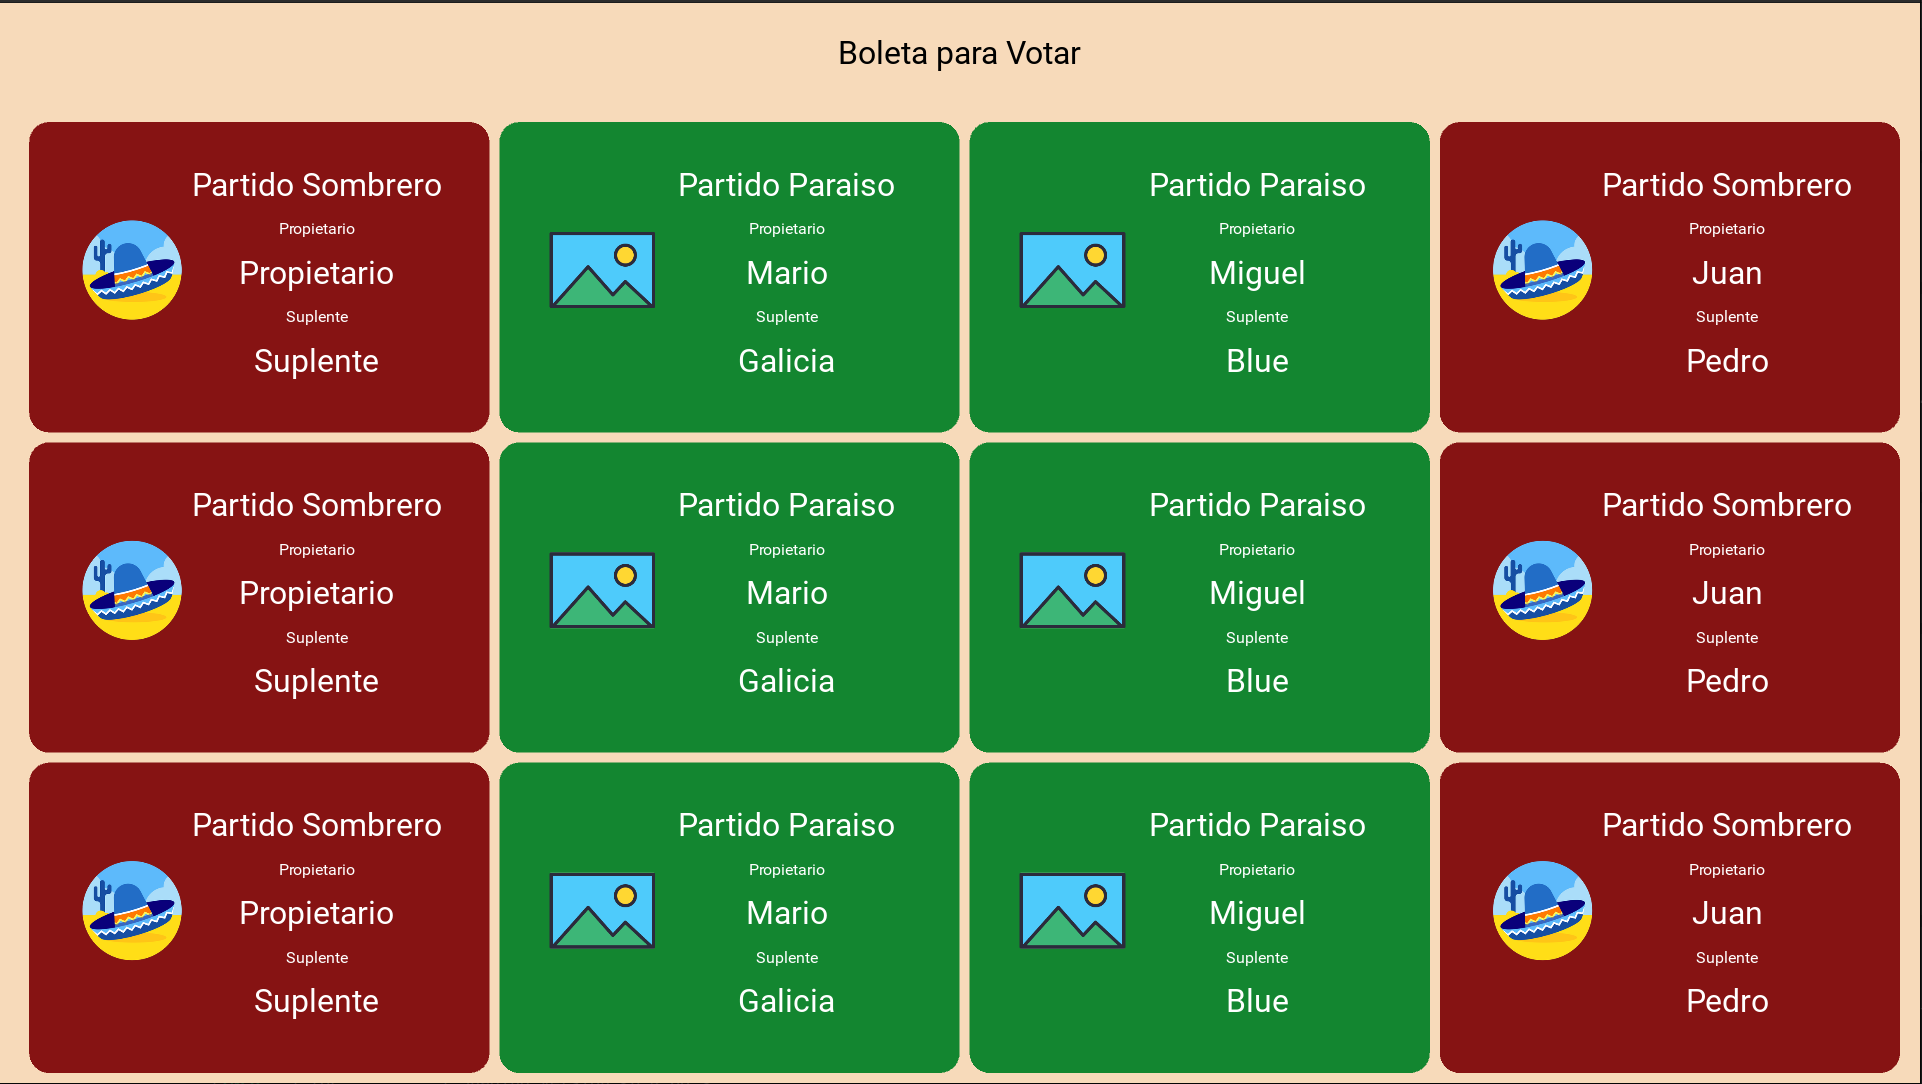 Boleta para Votar
Partido Sombrero
Propietario
Propietario
Suplente
Suplente
Partido Paraiso
Propietario
Mario
Suplente
Galicia
Partido Paraiso
Propietario
Miguel
Suplente
Blue
Partido Sombrero
Propietario
Juan
Suplente
Pedro
Partido Sombrero
Propietario
Propietario
Suplente
Suplente
Partido Paraiso
Propietario
Mario
Suplente
Galicia
Partido Paraiso
Propietario
Miguel
Suplente
Blue
Partido Sombrero
Propietario
Juan
Suplente
Pedro
Partido Sombrero
Propietario
Propietario
Suplente
Suplente
Partido Paraiso
Propietario
Mario
Suplente
Galicia
Partido Paraiso
Propietario
Miguel
Suplente
Blue
Partido Sombrero
Propietario
Juan
Suplente
Pedro